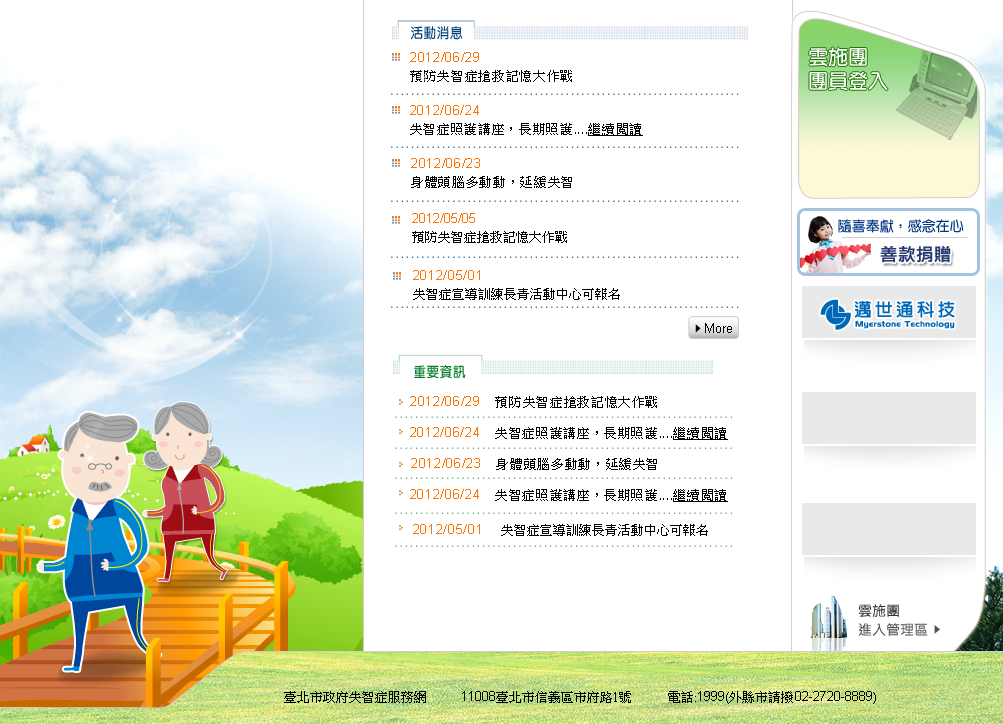 活動消息
2012/06/29
預防失智症搶救記憶大作戰
2012/06/24
失智症照護講座，長期照護....繼續閱讀
2012/06/23
身體頭腦多動動，延緩失智
2012/05/05
預防失智症搶救記憶大作戰
2012/05/01
失智症宣導訓練長青活動中心可報名
More
重要資訊
2012/06/29 預防失智症搶救記憶大作戰
2012/06/24 失智症照護講座，長期照護....繼續閱讀
2012/06/23 身體頭腦多動動，延緩失智
2012/06/24 失智症照護講座，長期照護....繼續閱讀
2012/05/01 失智症宣導訓練長青活動中心可報名
雲施團
團員登入
隨喜奉獻，感念在心
善款捐贈
邁世通科技
Myerstone Technology
雲施團
進入管理區
臺北市政府失智症服務網 11008臺北市信義區市府路1號 電話:1999(外縣市請撥02-2720-8889)